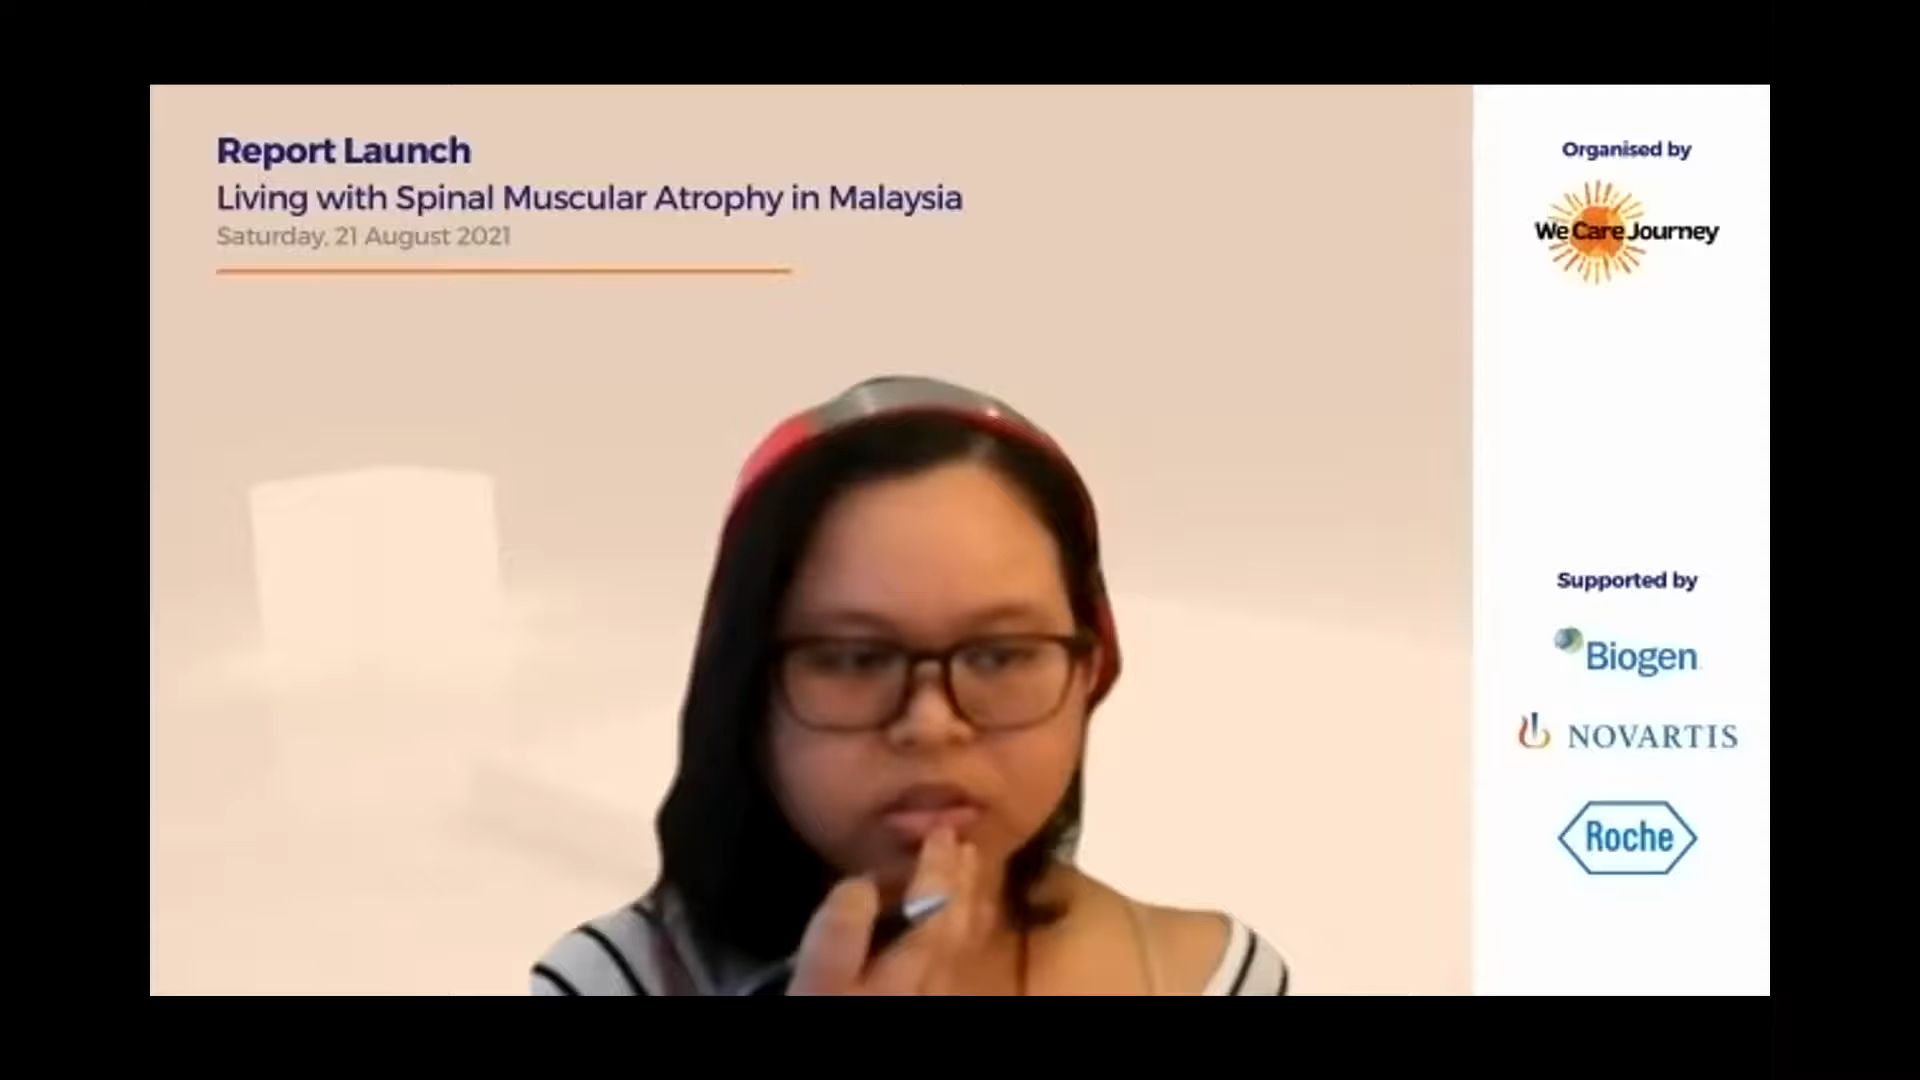 Report Launch
Living with Spinal Muscular Atrophy in Malaysia
Saturday, 21 August 2021
Organised by
We Care Journey
Supported by
Biogen
NOVARTIS
Roche